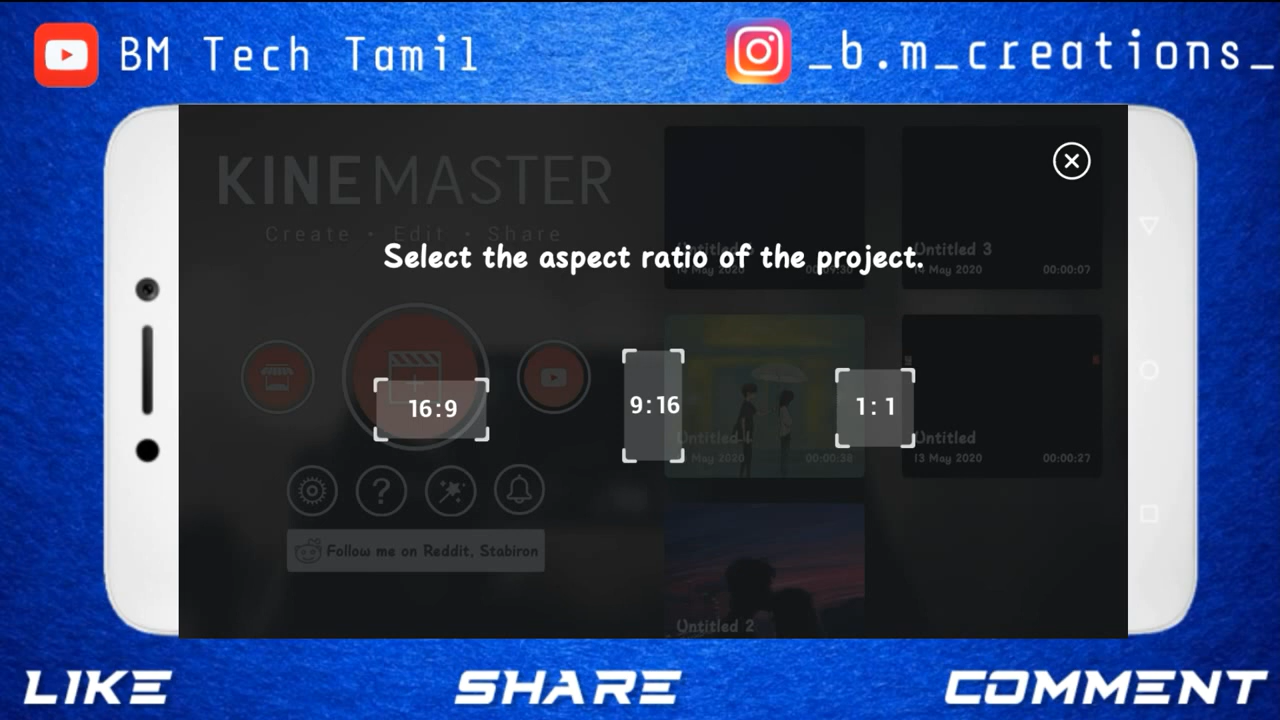 BM Tech Tamil
_b.m_creations_
KINEMASTER
Create • Edit • Share
Select the aspect ratio of the project.
Untitled 3
14 May 2020
14 May 2020 00:00:07
16:9
9:16
1:1
May 2020 00:00:38
Untitled
13 May 2020 00:00:27
Follow me on Reddit, Stabiron
Untitled 2
LIKE
SHARE
COMMENT